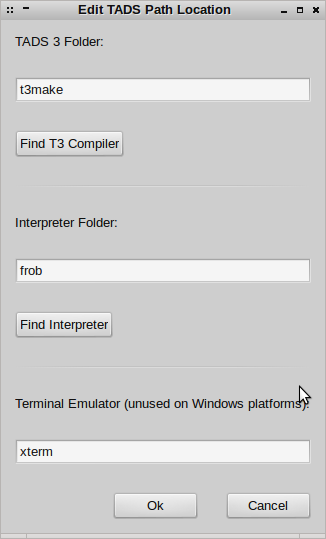 Edit TADS Path Location
TADS 3 Folder:
t3make
Find T3 Compiler
Interpreter Folder:
frob
Find Interpreter
Terminal Emulator (unused on Windows platforms):
xterm
Ok Cancel